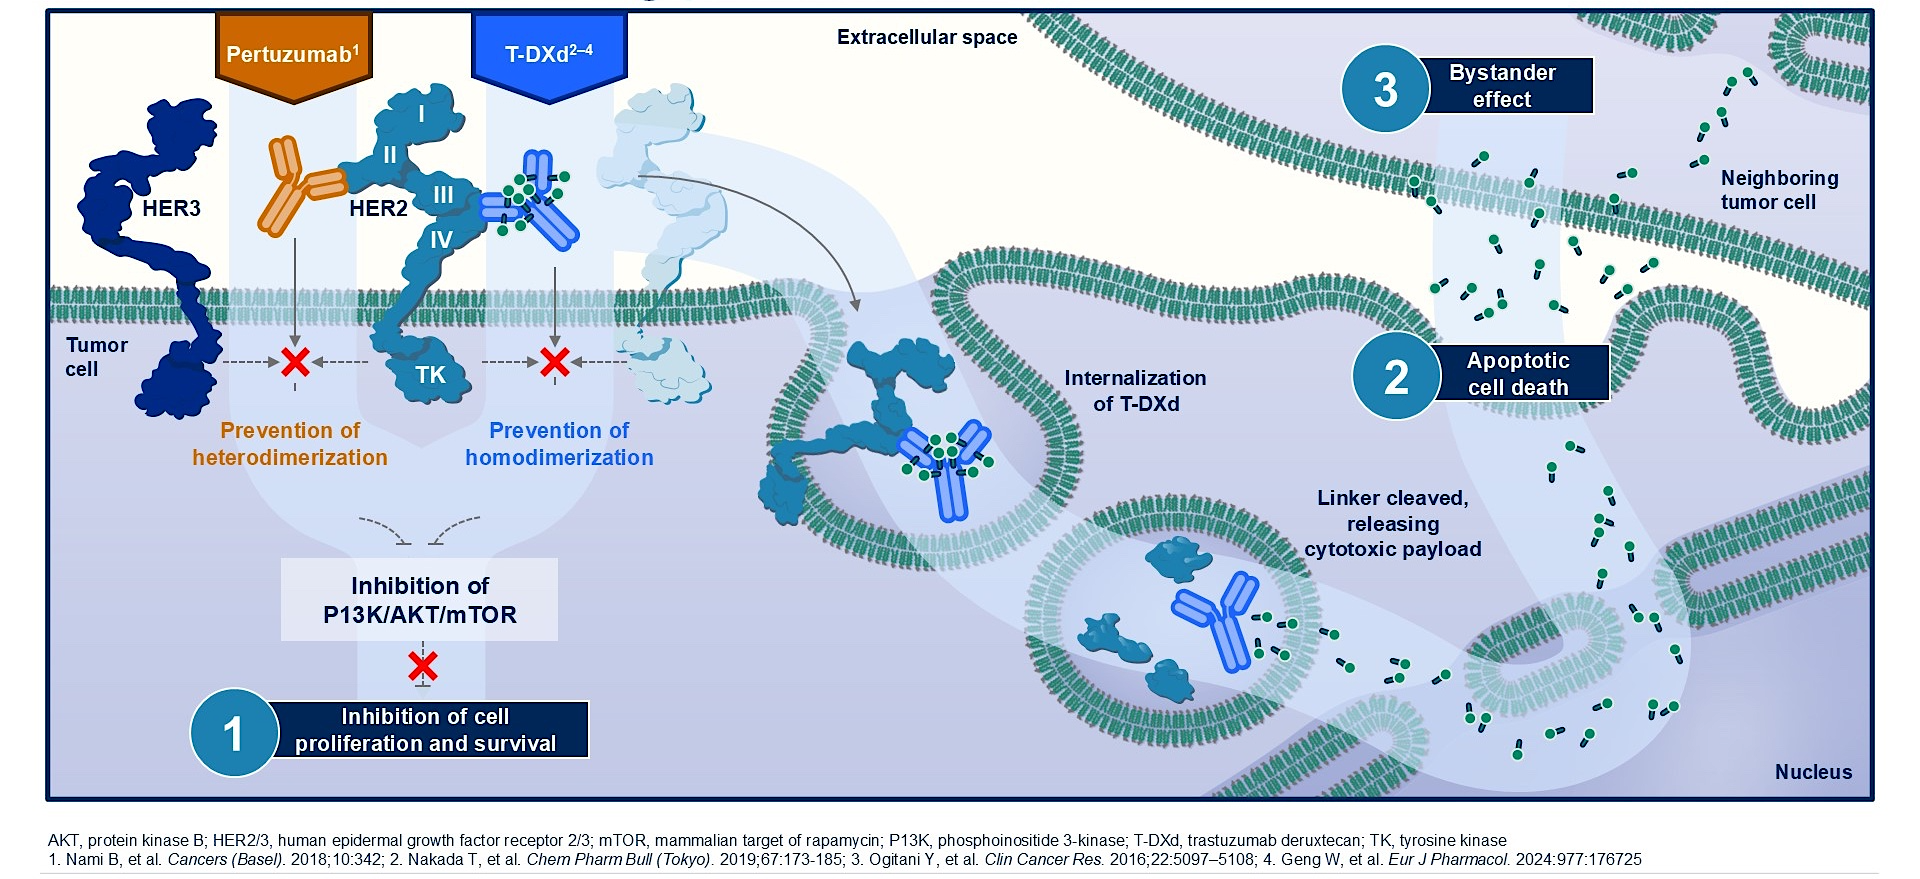 Pertuzumab¹
T-DXd²⁻⁴
Extracellular space
3
Bystander
effect
I
II
III
IV
HER3
HER2
Neighboring
tumor cell
Tumor
cell
TK
2
Apoptotic
cell death
Internalization
of T-DXd
Prevention of
heterodimerization
Prevention of
homodimerization
Linker cleaved,
releasing
cytotoxic payload
Inhibition of
P13K/AKT/mTOR
1
Inhibition of cell
proliferation and survival
Nucleus
AKT, protein kinase B; HER2/3, human epidermal growth factor receptor 2/3; mTOR, mammalian target of rapamycin; P13K, phosphoinositide 3-kinase; T-DXd, trastuzumab deruxtecan; TK, tyrosine kinase
1. Nami B, et al. Cancers (Basel). 2018;10:342; 2. Nakada T, et al. Chem Pharm Bull (Tokyo). 2019;67:173-185; 3. Ogitani Y, et al. Clin Cancer Res. 2016;22:5097–5108; 4. Geng W, et al. Eur J Pharmacol. 2024:977:176725